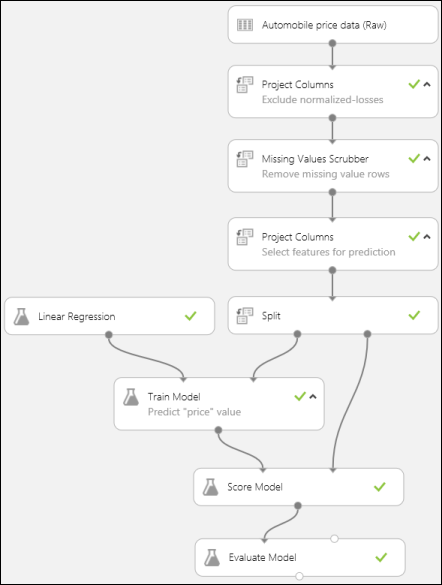 Automobile price data (Raw)
Project Columns
Exclude normalized-losses
Missing Values Scrubber
Remove missing value rows
Project Columns
Select features for prediction
Linear Regression
Split
Train Model
Predict "price" value
Score Model
Evaluate Model